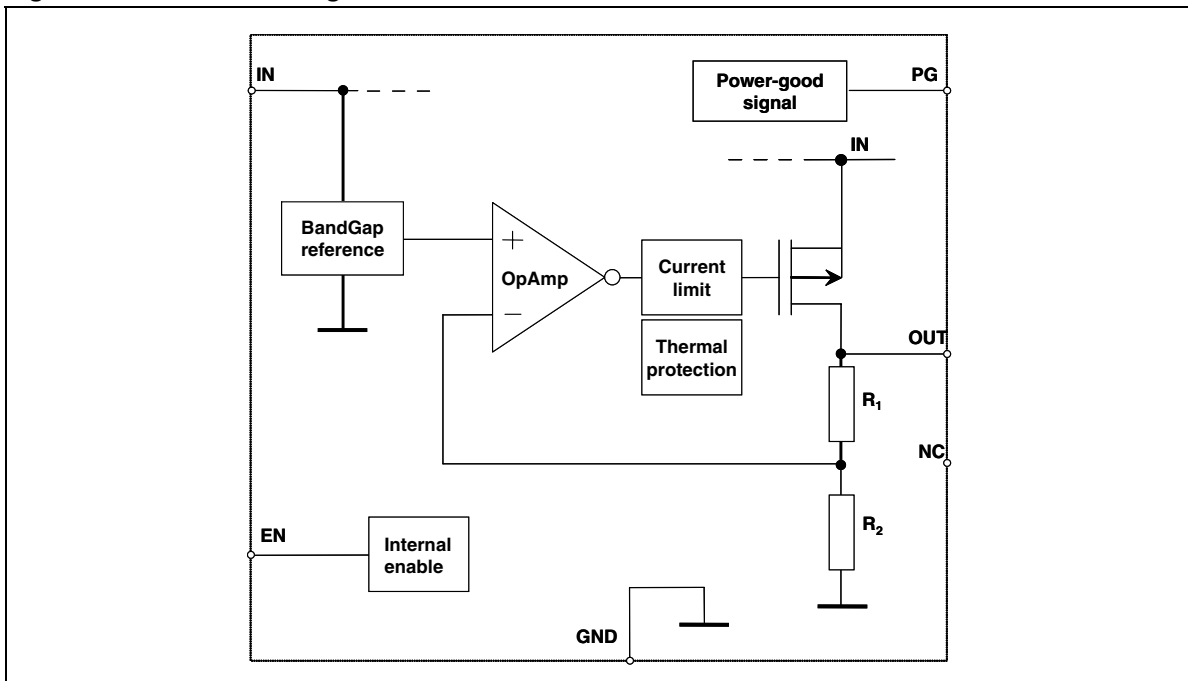 IN
Power-good
signal
PG
IN
BandGap
reference
+
OpAmp
−
Current
limit
Thermal
protection
OUT
R1
NC
R2
EN
Internal
enable
GND